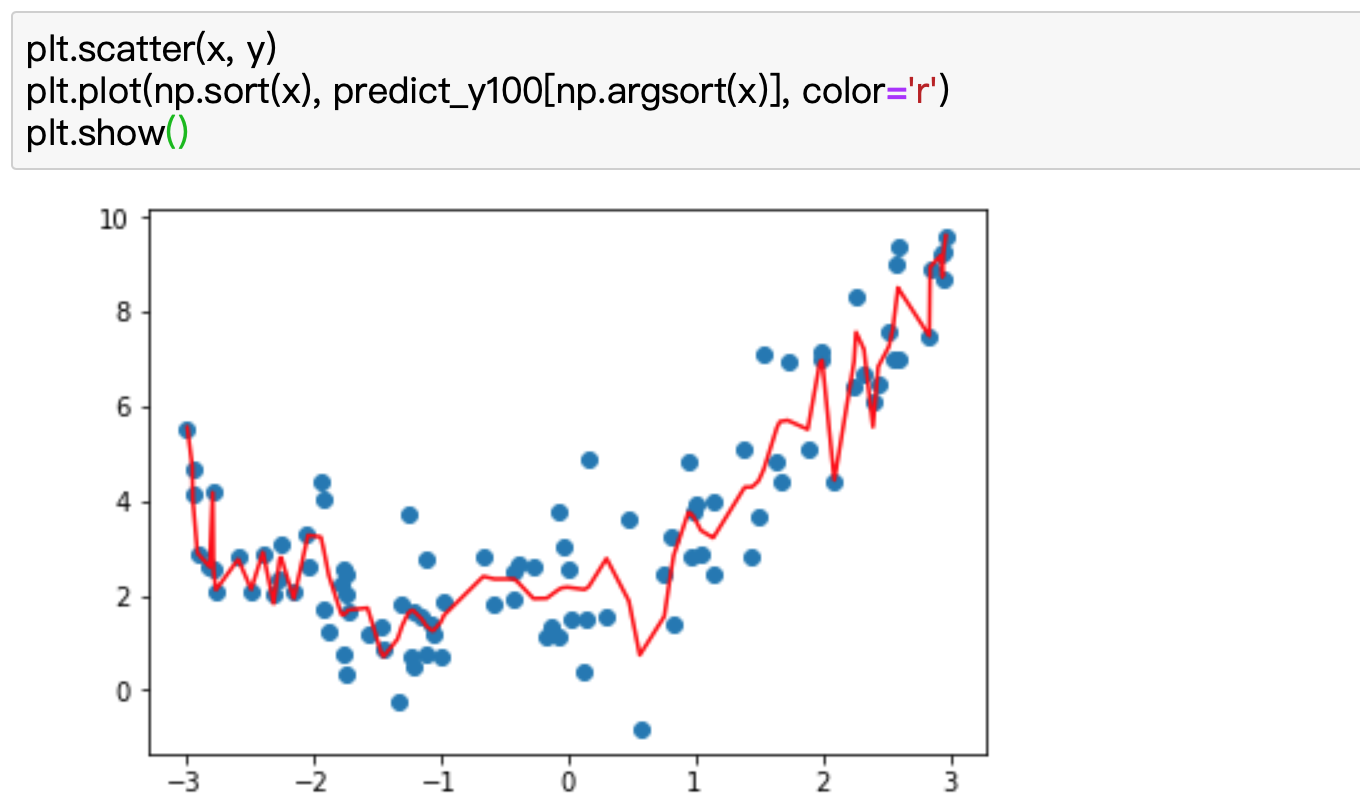 plt.scatter(x, y)
plt.plot(np.sort(x), predict_y100[np.argsort(x)], color='r')
plt.show()
10
8
6
4
2
0
−3 −2 −1 0 1 2 3